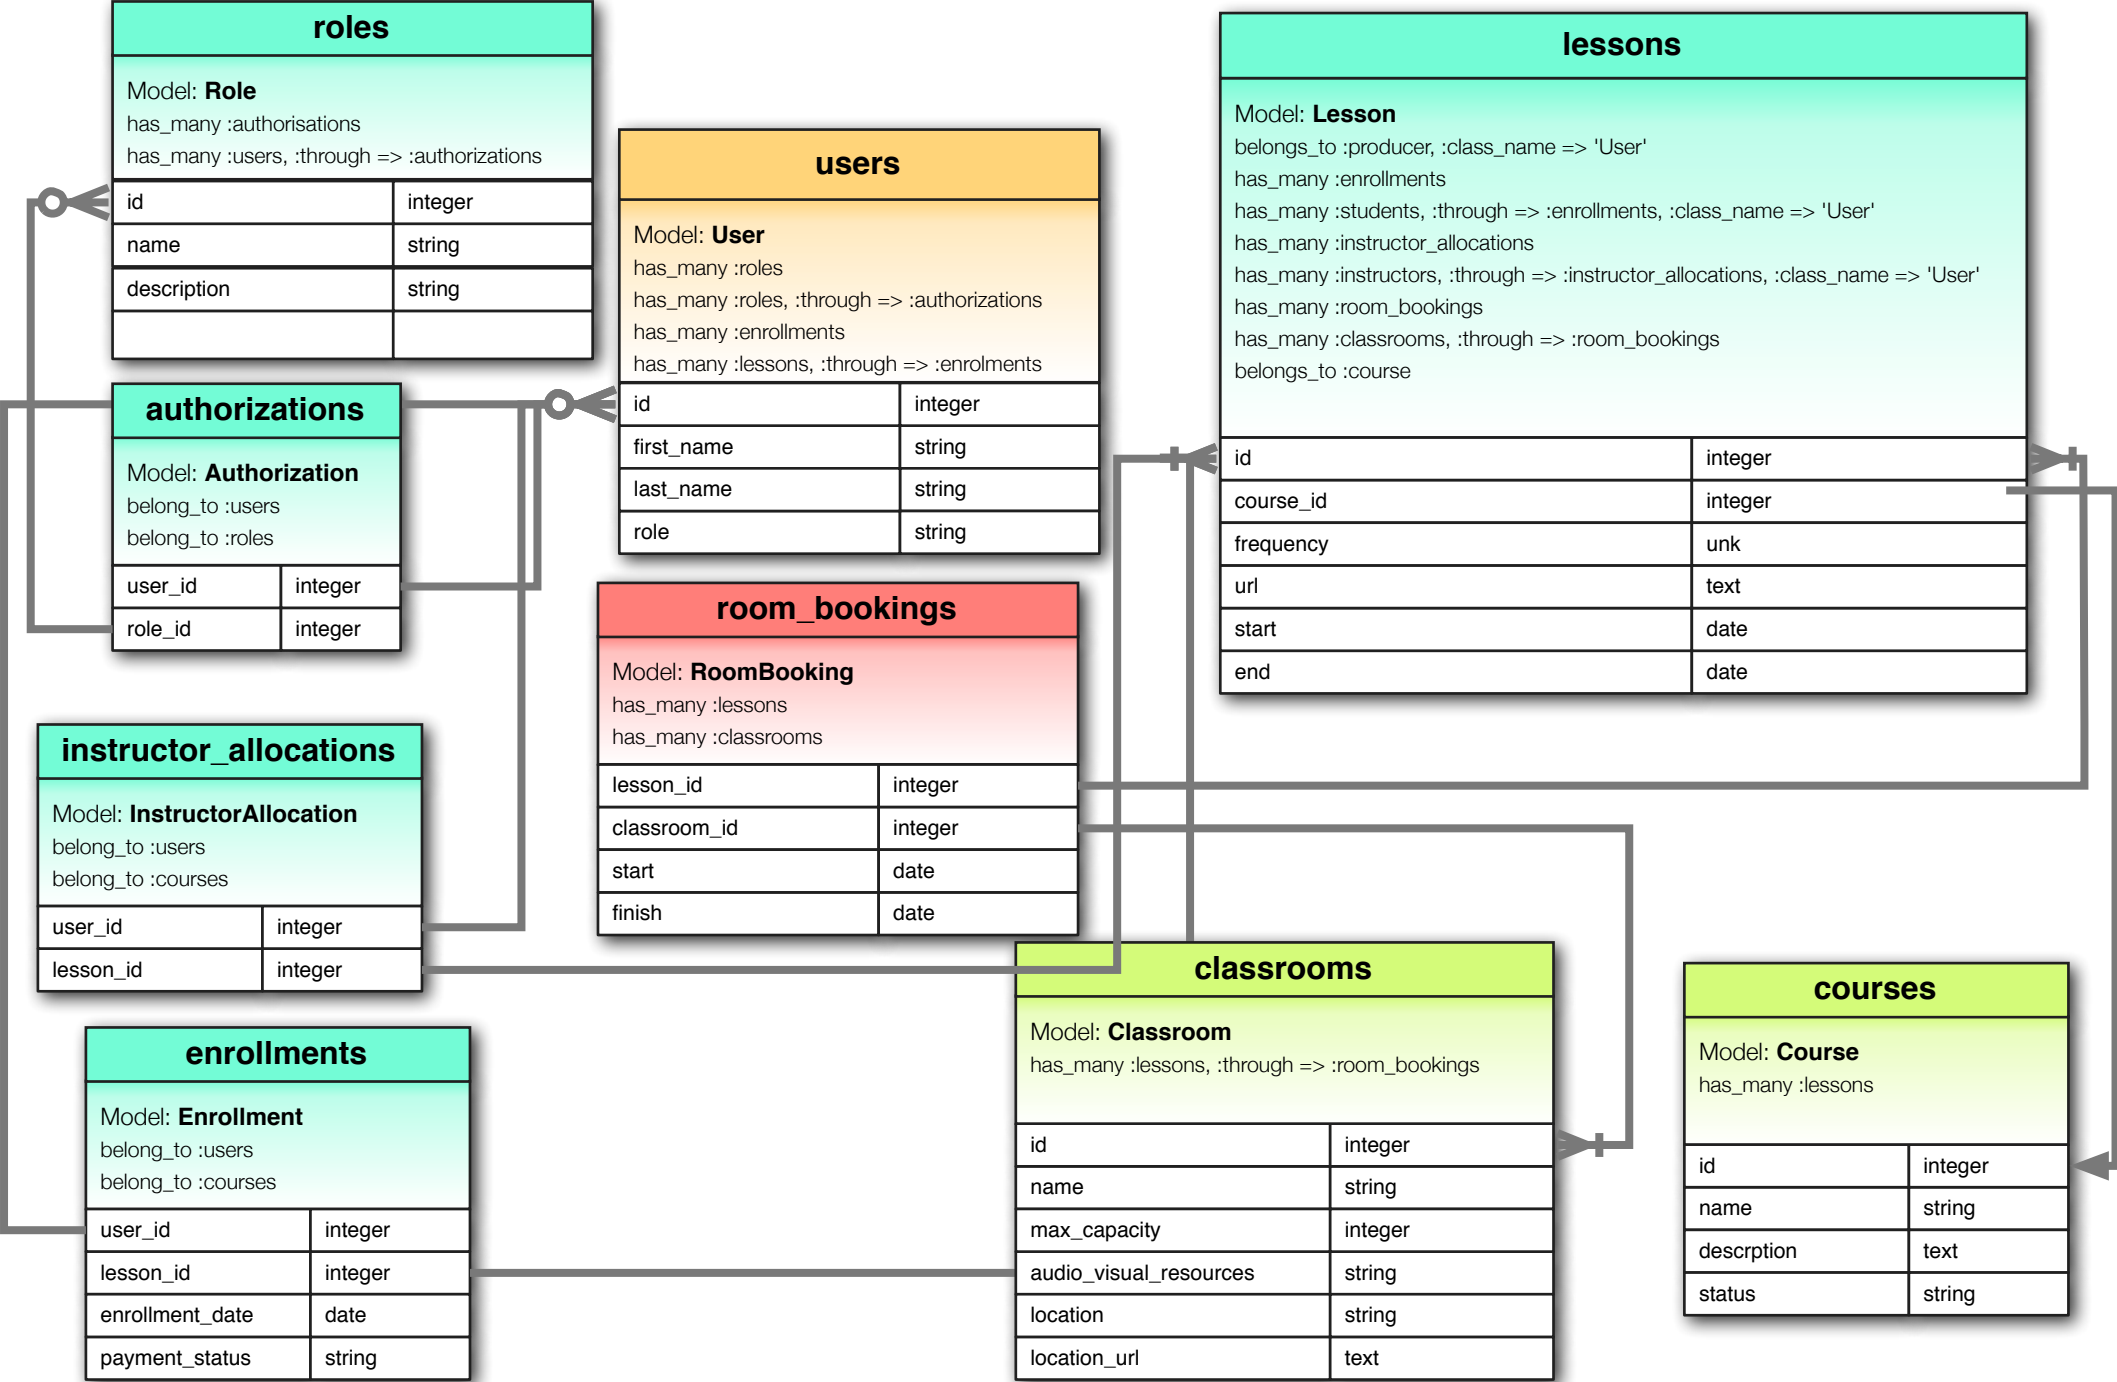 roles
Model: Role
has_many :authorisations
has_many :users, :through => :authorizations
id integer
name string
description string
authorizations
Model: Authorization
belong_to :users
belong_to :roles
user_id integer
role_id integer
instructor_allocations
Model: InstructorAllocation
belong_to :users
belong_to :courses
user_id integer
lesson_id integer
enrollments
Model: Enrollment
belong_to :users
belong_to :courses
user_id integer
lesson_id integer
enrollment_date date
payment_status string
users
Model: User
has_many :roles
has_many :roles, :through => :authorizations
has_many :enrollments
has_many :lessons, :through => :enrolments
id integer
first_name string
last_name string
role string
room_bookings
Model: RoomBooking
has_many :lessons
has_many :classrooms
lesson_id integer
classroom_id integer
start date
finish date
lessons
Model: Lesson
belongs_to :producer, :class_name => 'User'
has_many :enrollments
has_many :students, :through => :enrollments, :class_name => 'User'
has_many :instructor_allocations
has_many :instructors, :through => :instructor_allocations, :class_name => 'User'
has_many :room_bookings
has_many :classrooms, :through => :room_bookings
belongs_to :course
id integer
course_id integer
frequency unk
url text
start date
end date
classrooms
Model: Classroom
has_many :lessons, :through => :room_bookings
id integer
name string
max_capacity integer
audio_visual_resources string
location string
location_url text
courses
Model: Course
has_many :lessons
id integer
name string
descrption text
status string